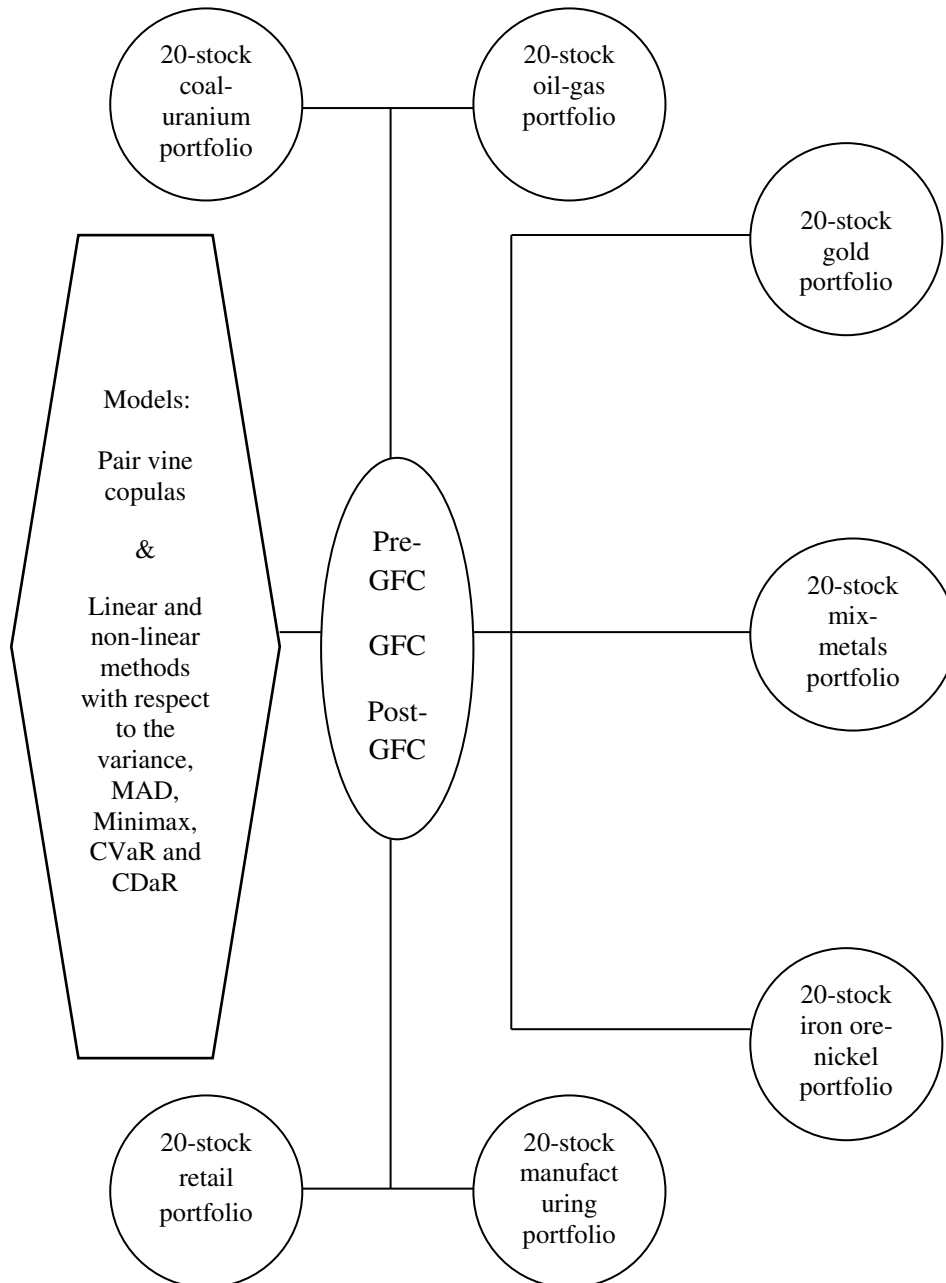 20-stock
coal-
uranium
portfolio
20-stock
oil-gas
portfolio
20-stock
gold
portfolio
Models:
Pair vine
copulas
&
Linear and
non-linear
methods
with respect
to the
variance,
MAD,
Minimax,
CVaR and
CDaR
Pre-
GFC
GFC
Post-
GFC
20-stock
mix-
metals
portfolio
20-stock
iron ore-
nickel
portfolio
20-stock
retail
portfolio
20-stock
manufact
uring
portfolio